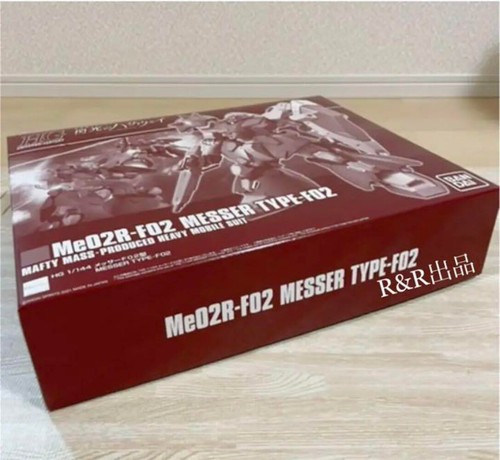 HG
閃光のハサウェイ
Me02R-F02 MESSER TYPE-F02
MAFTY MASS-PRODUCED HEAVY MOBILE SUIT
HG 1/144 メッサーF02型
MESSER TYPE-F02
BAN
DAI
Me02R-F02 MESSER TYPE-F02
R&R出品